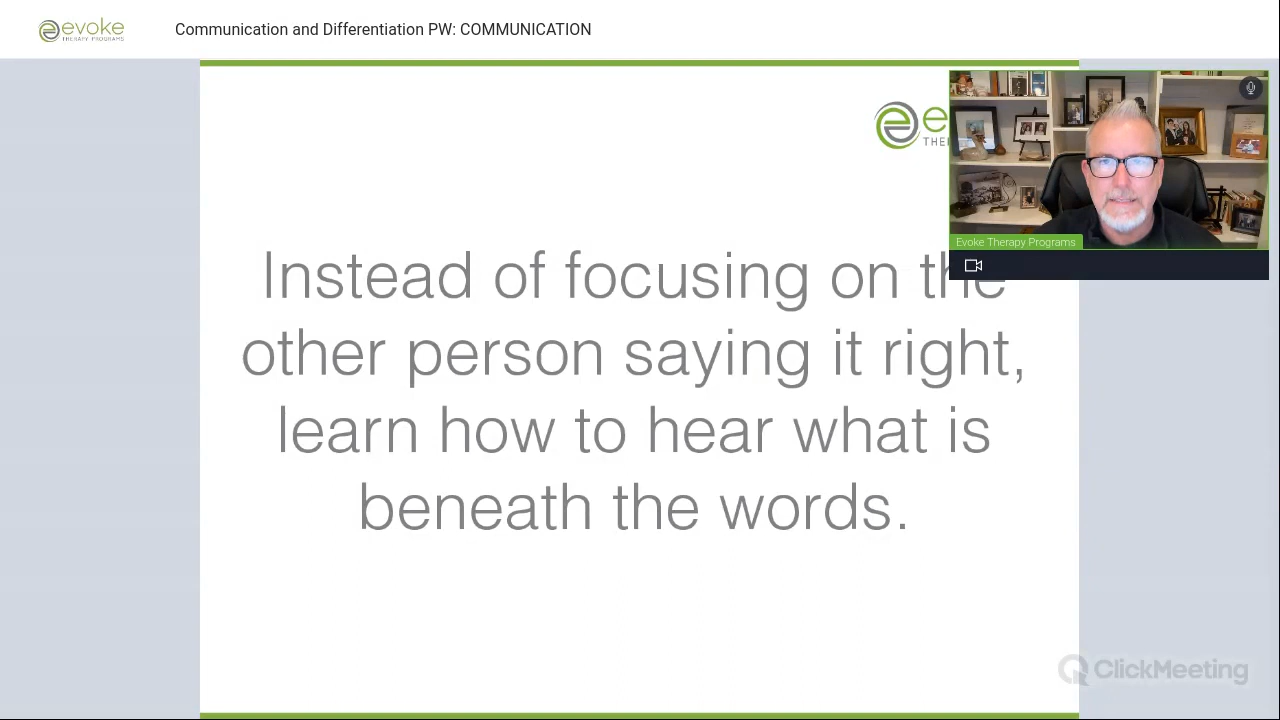 evoke
THERAPY PROGRAMS
Communication and Differentiation PW: COMMUNICATION
e
THE
Evoke Therapy Programs
Instead of focusing on the
other person saying it right,
learn how to hear what is
beneath the words.
ClickMeeting